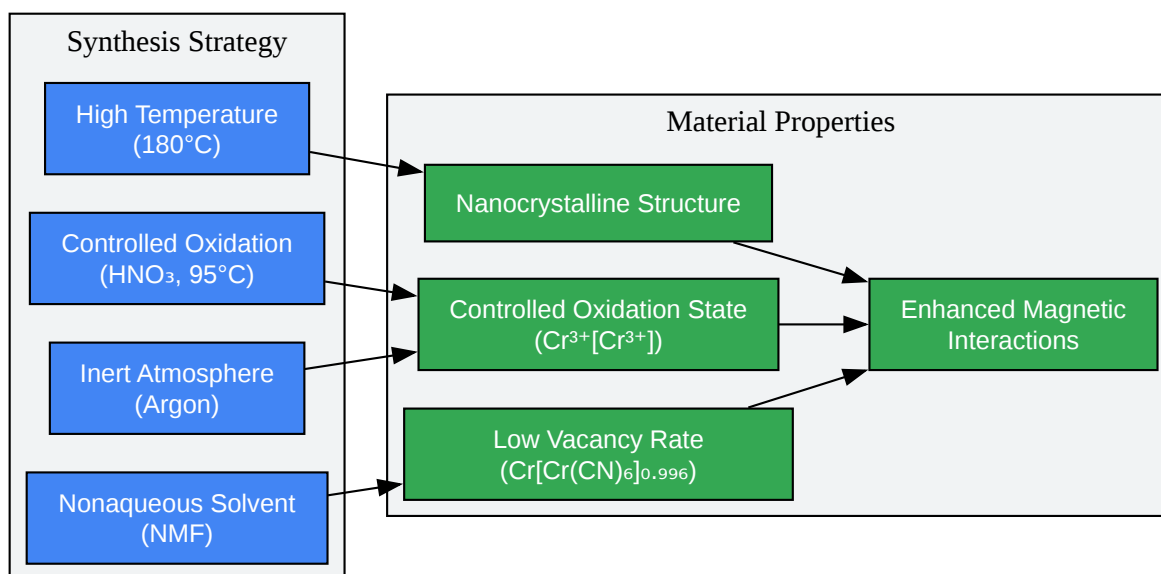 Synthesis Strategy
High Temperature
(180°C)
Controlled Oxidation
(HNO₃, 95°C)
Inert Atmosphere
(Argon)
Nonaqueous Solvent
(NMF)
Material Properties
Nanocrystalline Structure
Controlled Oxidation State
(Cr³⁺[Cr³⁺])
Low Vacancy Rate
(Cr[Cr(CN)₆]₀.₉₉₆)
Enhanced Magnetic
Interactions